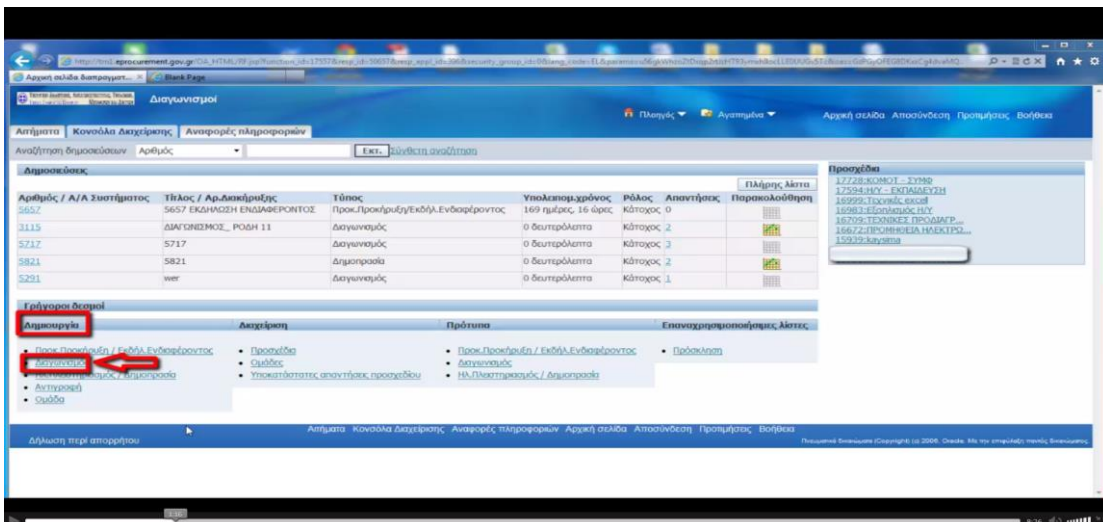 Αρχική σελίδα διαπραγματ... Blank Page
Διαγωνισμοί
Πλοηγός Αγαπημένα Αρχική σελίδα Αποσύνδεση Προτιμήσεις Βοήθεια
Αιτήματα Κονσόλα Διαχείρισης Αναφορές πληροφοριών
Αναζήτηση δημοσιεύσεων Αριθμός Εκτ. Σύνθετη αναζήτηση
Δημοσιεύσεις
Πλήρης λίστα
Αριθμός / Α/Α Συστήματος Τίτλος / Αρ.Διακήρυξης Τύπος Υπολειπομ.χρόνος Ρόλος Απαντήσεις Παρακολούθηση
5657 5657 ΕΚΔΗΛΩΣΗ ΕΝΔΙΑΦΕΡΟΝΤΟΣ Προκ.Προκήρυξη/Εκδήλ.Ενδιαφέροντος 169 ημέρες, 16 ώρες Κάτοχος 0
3115 ΔΙΑΓΩΝΙΣΜΟΣ_ ΡΟΔΗ 11 Διαγωνισμός 0 δευτερόλεπτα Κάτοχος 2
5717 5717 Διαγωνισμός 0 δευτερόλεπτα Κάτοχος 3
5821 5821 Δημοπρασία 0 δευτερόλεπτα Κάτοχος 2
5291 wer Διαγωνισμός 0 δευτερόλεπτα Κάτοχος 1
Προσχέδια
17728:ΚΟΜΟΤ - ΣΥΜΦ
17594:Η/Υ - ΕΚΠΑΙΔΕΥΣΗ
16999:Τεχνικές excel
16983:Εξοπλισμός Η/Υ
16709:ΤΕΧΝΙΚΕΣ ΠΡΟΔΙΑΓΡ...
16672:ΠΡΟΜΗΘΕΙΑ ΗΛΕΚΤΡΟ...
15939:kaysima
Γρήγοροι δεσμοί
Δημιουργία Διαχείριση Πρότυπα Επαναχρησιμοποιήσιμες λίστες
Προκ.Προκήρυξη / Εκδήλ.Ενδιαφέροντος Προσχέδια Προκ.Προκήρυξη / Εκδήλ.Ενδιαφέροντος Πρόσκληση
Διαγωνισμός Ομάδες Διαγωνισμός
/ Δημοπρασία Υποκατάστατες απαντήσεις προσχεδίου Ηλ.Πλειστηριασμός / Δημοπρασία
Αντιγραφή
Ομάδα
Αιτήματα Κονσόλα Διαχείρισης Αναφορές πληροφοριών Αρχική σελίδα Αποσύνδεση Προτιμήσεις Βοήθεια
Δήλωση περί απορρήτου
1:10
8:26